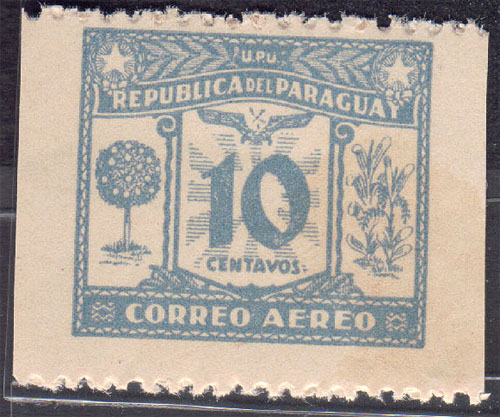 U.P.U.
REPUBLICA DEL PARAGUAY
10
CENTAVOS
CORREO AEREO